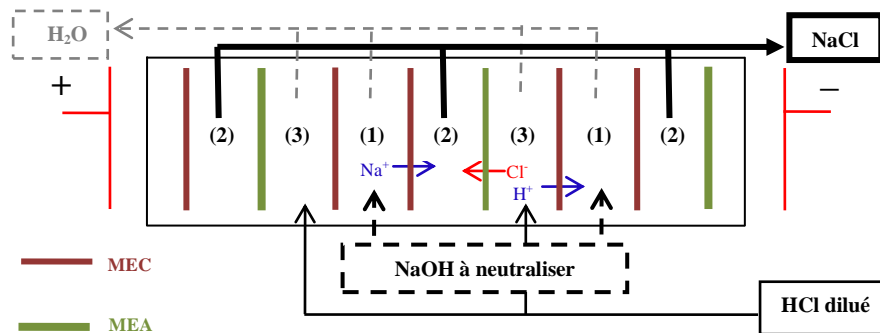 H₂O
NaCl
+
–
(2)
(3)
(1)
(2)
(3)
(1)
(2)
Na⁺
Cl⁻
H⁺
NaOH à neutraliser
MEC
HCl dilué
MEA